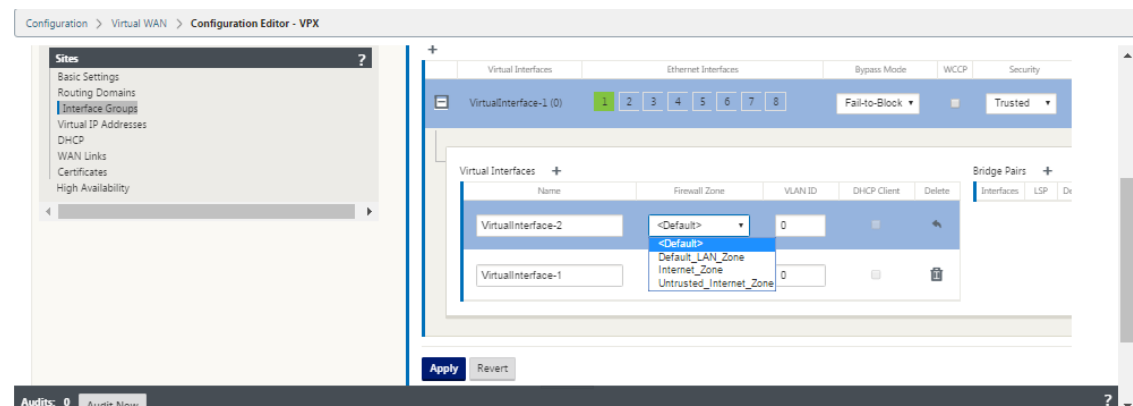 Configuration > Virtual WAN > Configuration Editor - VPX
Sites ?
Basic Settings
Routing Domains
Interface Groups
Virtual IP Addresses
DHCP
WAN Links
Certificates
High Availability
+
Virtual Interfaces Ethernet Interfaces Bypass Mode WCCP Security
VirtualInterface-1 (0) 1 2 3 4 5 6 7 8 Fail-to-Block Trusted
Virtual Interfaces +
Name Firewall Zone VLAN ID DHCP Client Delete
VirtualInterface-2 <Default> 0
<Default>
Default_LAN_Zone
Internet_Zone
Untrusted_Internet_Zone
VirtualInterface-1 0
Bridge Pairs +
Interfaces LSP De
Apply Revert
Audits: 0 Audit Now ?